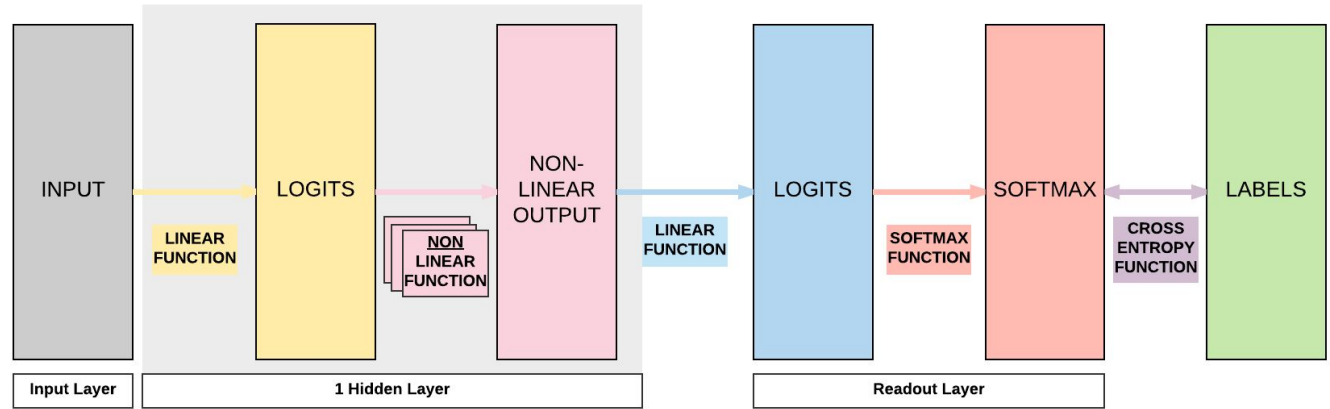 INPUT
LINEAR
FUNCTION
LOGITS
NON
LINEAR
FUNCTION
NON-
LINEAR
OUTPUT
LINEAR
FUNCTION
LOGITS
SOFTMAX
FUNCTION
SOFTMAX
CROSS
ENTROPY
FUNCTION
LABELS
Input Layer
1 Hidden Layer
Readout Layer